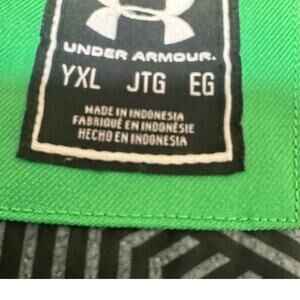 UNDER ARMOUR.
YXL JTG EG
MADE IN INDONESIA
FABRIQUÉ EN INDONÉSIE
HECHO EN INDONESIA